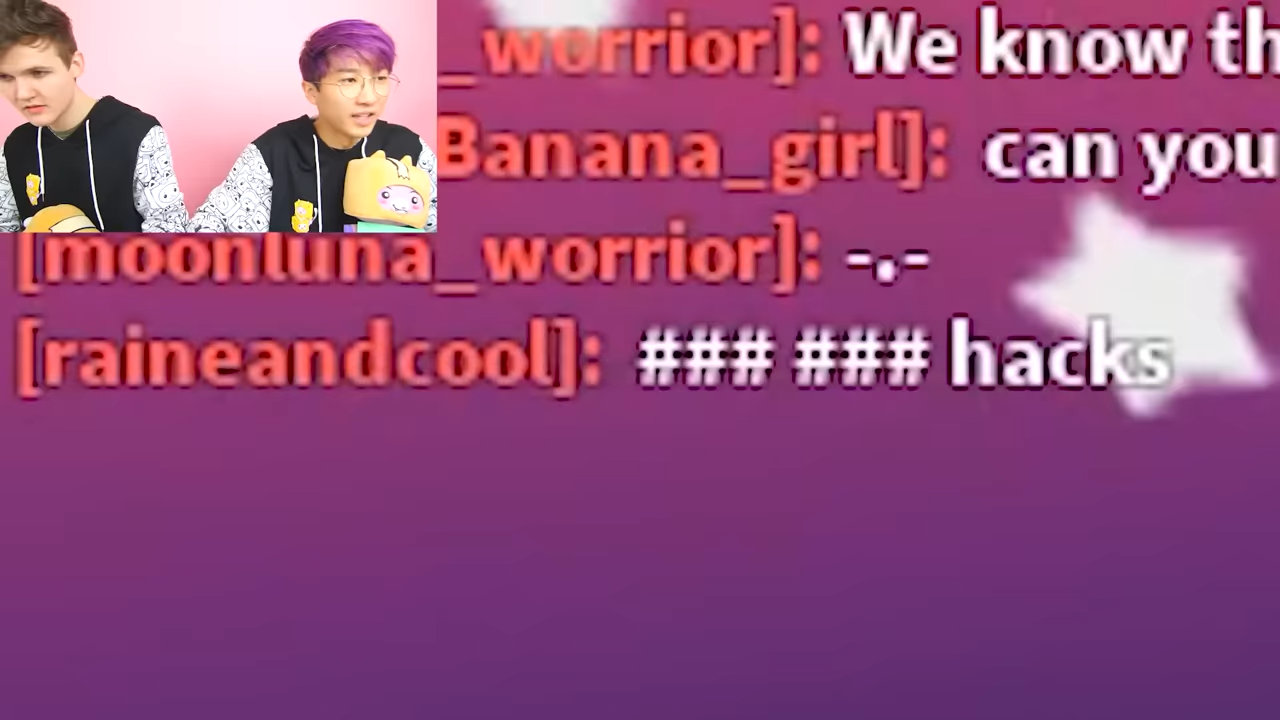 _worrior]: We know th
Banana_girl]: can you
[moonluna_worrior]: -.-
[raineandcool]: ### ### hacks